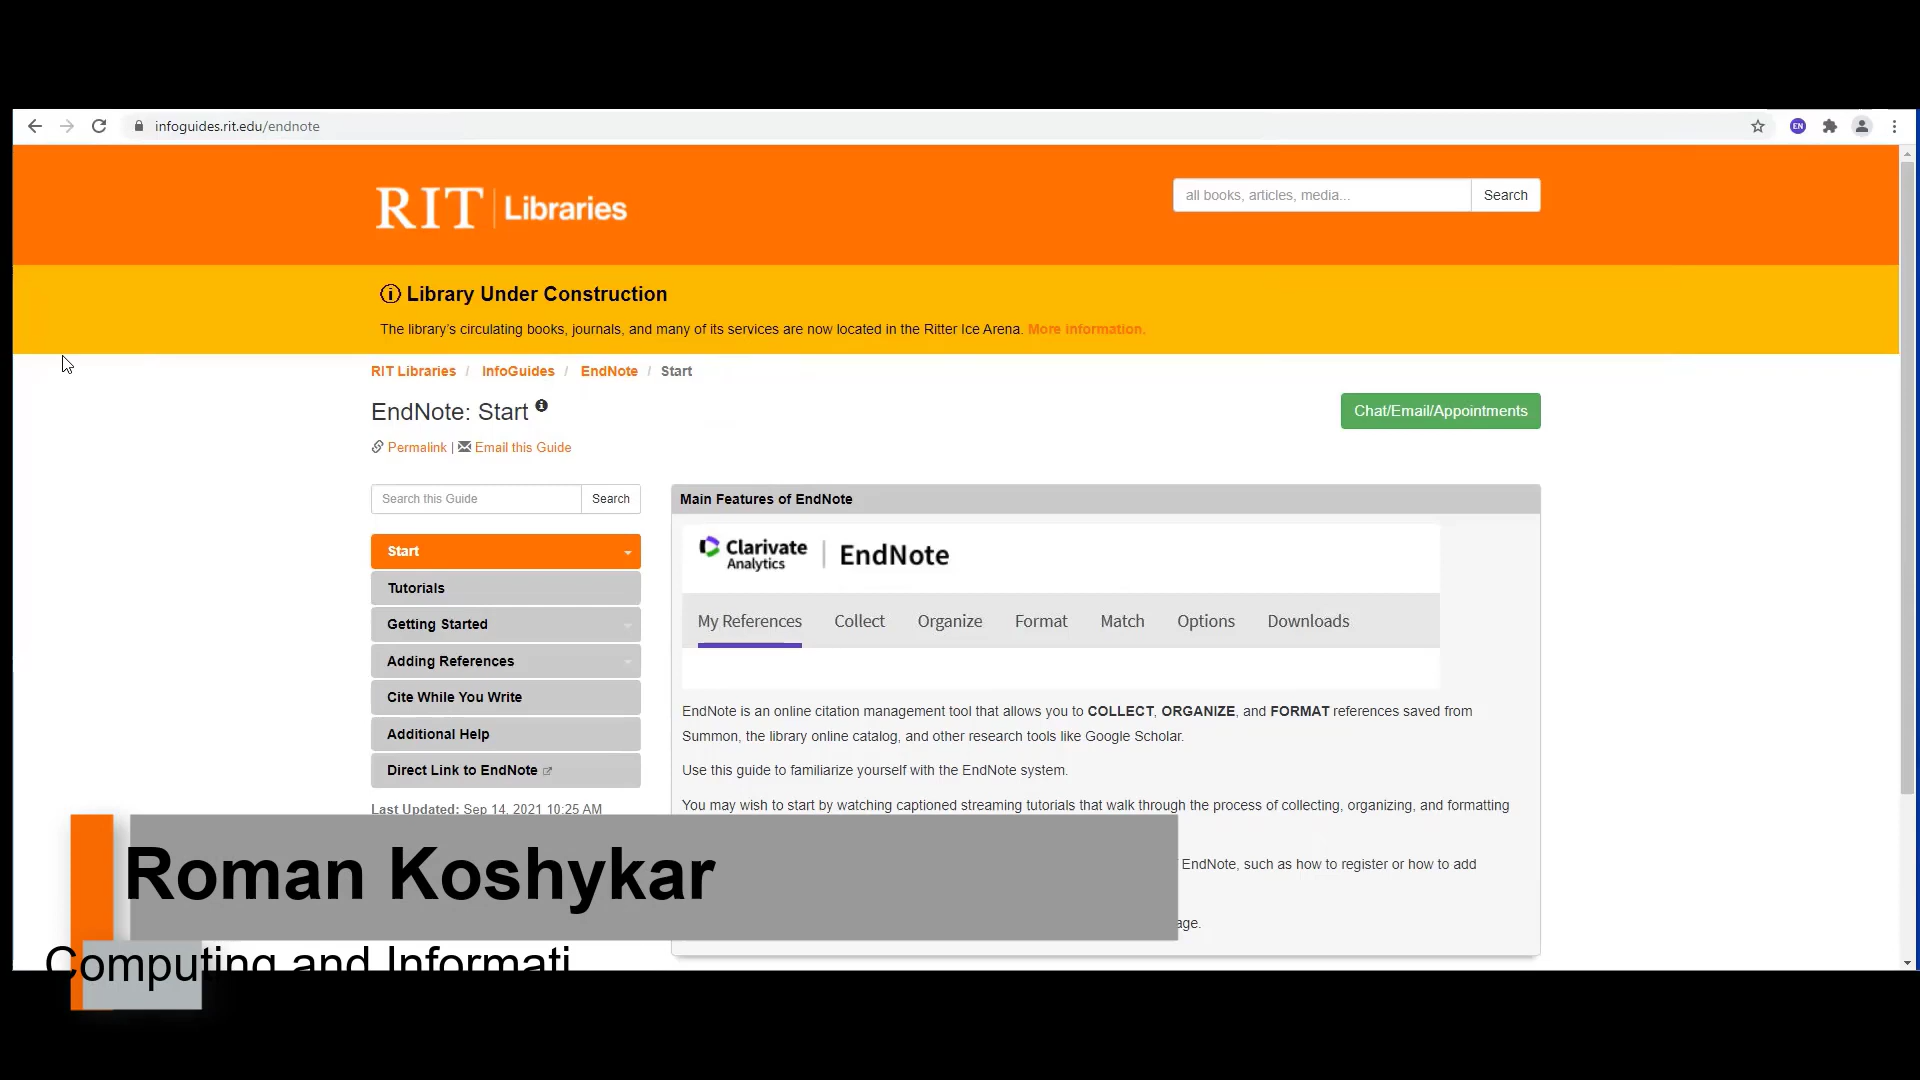 infoguides.rit.edu/endnote
EN
RIT | Libraries
all books, articles, media...
Search
Library Under Construction
The library's circulating books, journals, and many of its services are now located in the Ritter Ice Arena. More information.
RIT Libraries / InfoGuides / EndNote / Start
EndNote: Start
Chat/Email/Appointments
Permalink | Email this Guide
Search this Guide
Search
Start
Tutorials
Getting Started
Adding References
Cite While You Write
Additional Help
Direct Link to EndNote
Last Updated: Sep 14, 2021 10:25 AM
Main Features of EndNote
Clarivate
Analytics
EndNote
My References Collect Organize Format Match Options Downloads
EndNote is an online citation management tool that allows you to COLLECT, ORGANIZE, and FORMAT references saved from
Summon, the library online catalog, and other research tools like Google Scholar.
Use this guide to familiarize yourself with the EndNote system.
You may wish to start by watching captioned streaming tutorials that walk through the process of collecting, organizing, and formatting
EndNote, such as how to register or how to add
age.
Roman Koshykar
Computing and Informati